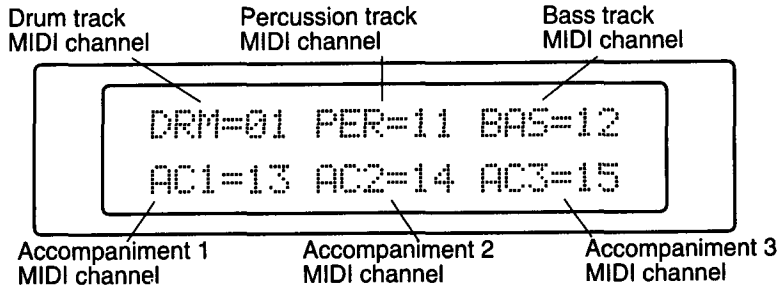 Drum track
MIDI channel
Percussion track
MIDI channel
Bass track
MIDI channel
DRM=01 PER=11 BAS=12
AC1=13 AC2=14 AC3=15
Accompaniment 1
MIDI channel
Accompaniment 2
MIDI channel
Accompaniment 3
MIDI channel